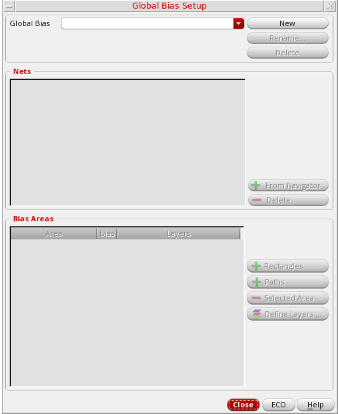 Global Bias Setup
Global Bias
New
Rename...
Delete
Nets
From Navigator
Delete
Bias Areas
Area Bias Layers
Rectangles
Paths
Selected Area
Define Layers ...
Close ECO Help